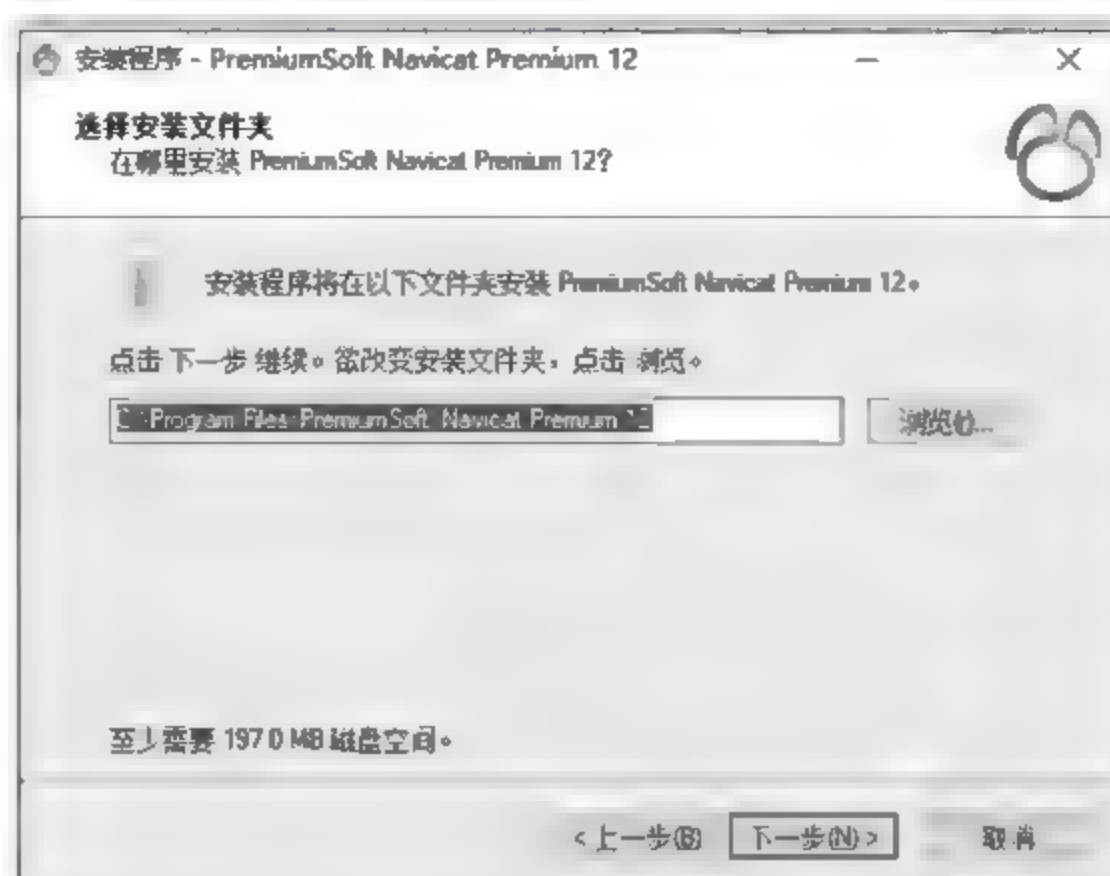 安装程序 - PremiumSoft Navicat Premium 12
选择安装文件夹
在哪里安装 PremiumSoft Navicat Premium 12?
安装程序将在以下文件夹安装 PremiumSoft Navicat Premium 12。
点击 下一步 继续。欲改变安装文件夹，点击 浏览。
C:\Program Files\PremiumSoft\Navicat Premium 12
浏览(R)...
至少需要 197.0 MB 磁盘空间。
<上一步(B) 下一步(N) > 取消